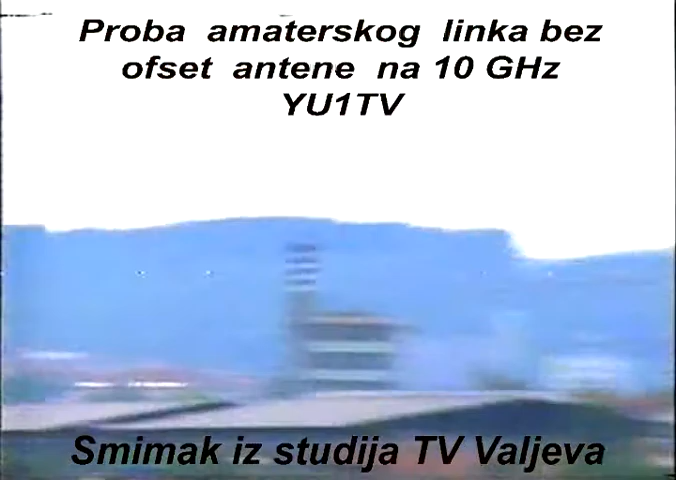 Proba amaterskog linka bez
ofset antene na 10 GHz
YU1TV
Smimak iz studija TV Valjeva